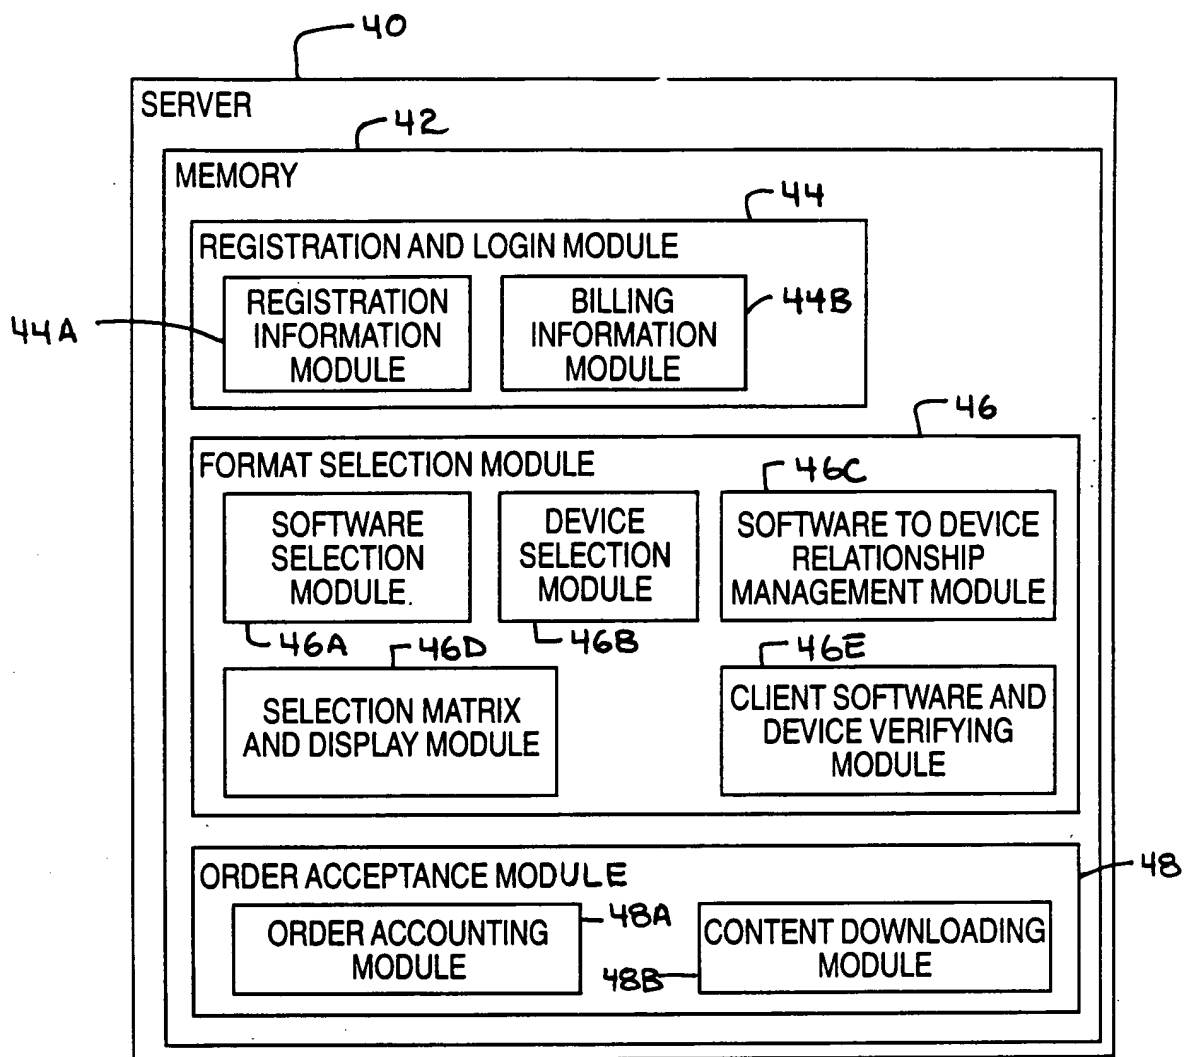 40
SERVER
42
MEMORY
44
REGISTRATION AND LOGIN MODULE
REGISTRATION
INFORMATION
MODULE
44A
BILLING
INFORMATION
MODULE
44B
46
FORMAT SELECTION MODULE
46C
SOFTWARE
SELECTION
MODULE
DEVICE
SELECTION
MODULE
SOFTWARE TO DEVICE
RELATIONSHIP
MANAGEMENT MODULE
46A
46D
46B
46E
SELECTION MATRIX
AND DISPLAY MODULE
CLIENT SOFTWARE AND
DEVICE VERIFYING
MODULE
48
ORDER ACCEPTANCE MODULE
ORDER ACCOUNTING
MODULE
48A
48B
CONTENT DOWNLOADING
MODULE